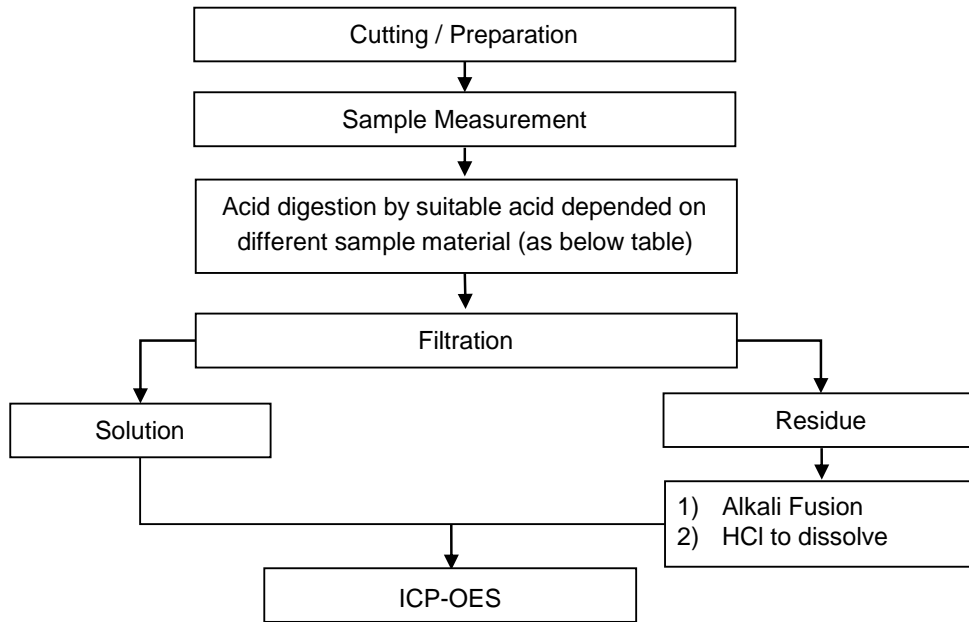 Cutting / Preparation
Sample Measurement
Acid digestion by suitable acid depended on
different sample material (as below table)
Filtration
Solution
Residue
1) Alkali Fusion
2) HCl to dissolve
ICP-OES